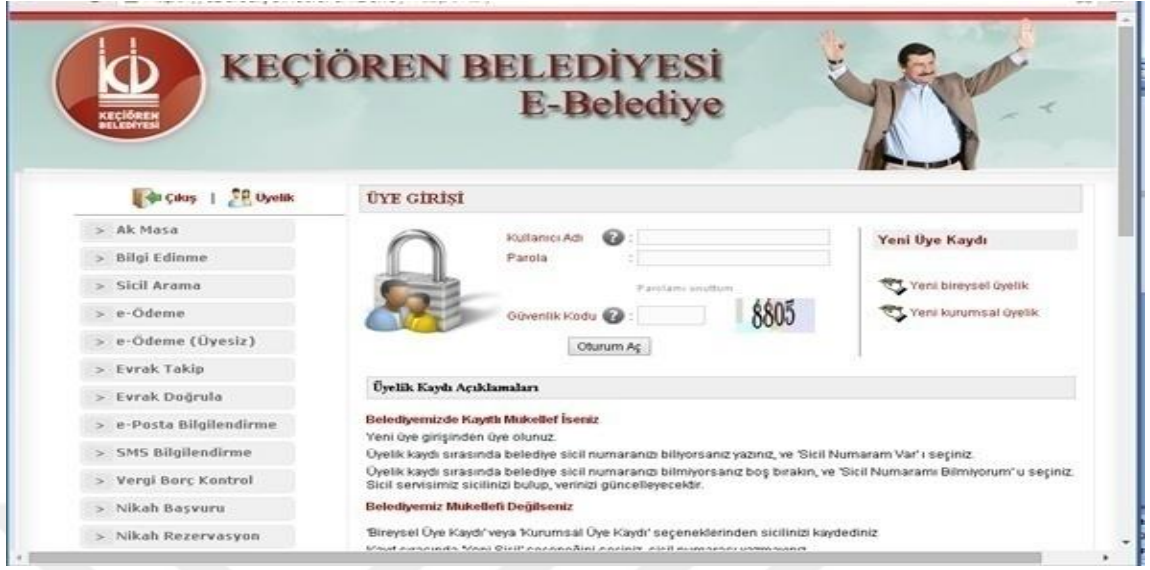 KEÇİÖREN BELEDİYESİ
E-Belediye
KEÇİÖREN
BELEDİYESİ
Çıkış | Üyelik
> Ak Masa
> Bilgi Edinme
> Sicil Arama
> e-Ödeme
> e-Ödeme (Üyesiz)
> Evrak Takip
> Evrak Doğrula
> e-Posta Bilgilendirme
> SMS Bilgilendirme
> Vergi Borç Kontrol
> Nikah Başvuru
> Nikah Rezervasyon
ÜYE GİRİŞİ
Kullanıcı Adı ? :
Parola :
Parolamı unuttum
Güvenlik Kodu ? :
8805
Oturum Aç
Yeni Üye Kaydı
Yeni bireysel üyelik
Yeni kurumsal üyelik
Üyelik Kaydı Açıklamaları
Belediyemizde Kayıtlı Mükellef İseniz
Yeni üye girişinden üye olunuz.
Üyelik kaydı sırasında belediye sicil numaranızı biliyorsanız yazınız, ve 'Sicil Numaram Var' ı seçiniz.
Üyelik kaydı sırasında belediye sicil numaranızı bilmiyorsanız boş bırakın, ve 'Sicil Numaramı Bilmiyorum' u seçiniz.
Sicil servisimiz sicilinizi bulup, verinizi güncelleyecektir.
Belediyemiz Mükellefi Değilseniz
'Bireysel Üye Kaydı' veya 'Kurumsal Üye Kaydı' seçeneklerinden sicilinizi kaydediniz